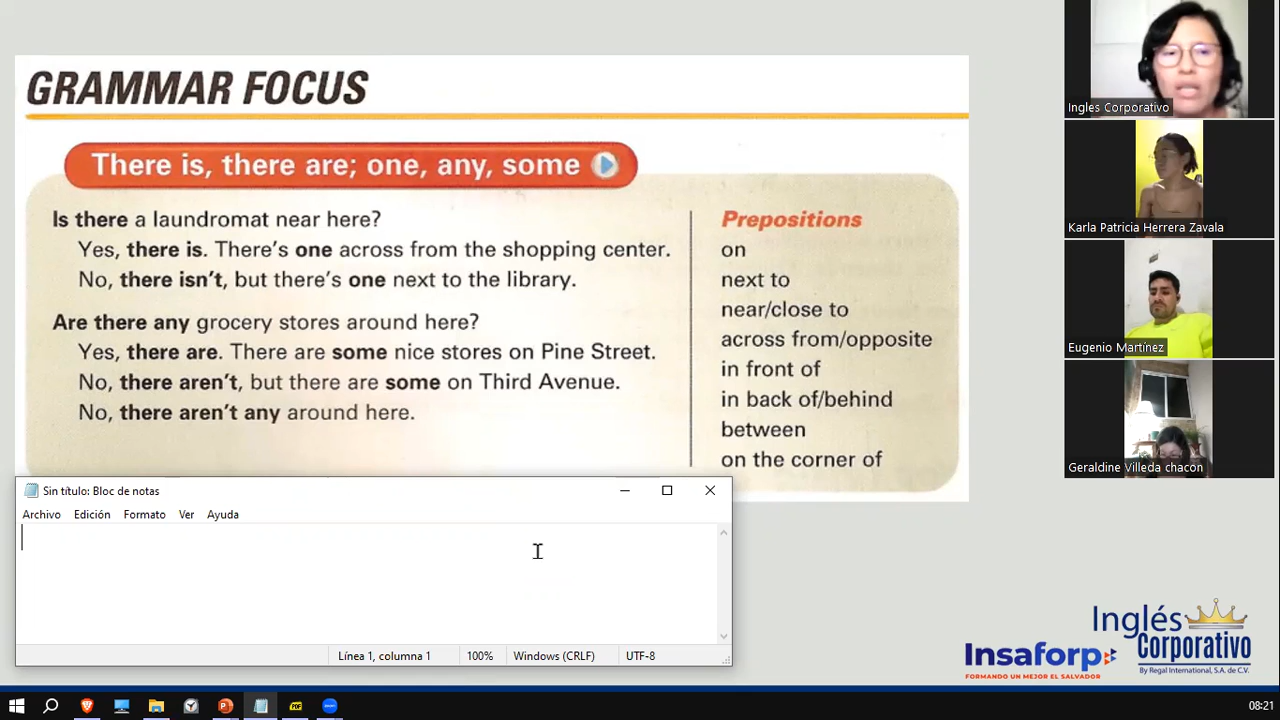 GRAMMAR FOCUS
There is, there are; one, any, some
Is there a laundromat near here?
Yes, there is. There's one across from the shopping center.
No, there isn't, but there's one next to the library.
Are there any grocery stores around here?
Yes, there are. There are some nice stores on Pine Street.
No, there aren't, but there are some on Third Avenue.
No, there aren't any around here.
Prepositions
on
next to
near/close to
across from/opposite
in front of
in back of/behind
between
on the corner of
Sin título: Bloc de notas
Archivo Edición Formato Ver Ayuda
Línea 1, columna 1 100% Windows (CRLF) UTF-8
Ingles Corporativo
Karla Patricia Herrera Zavala
Eugenio Martínez
Geraldine Villeda chacon
Insaforp
FORMANDO UN MEJOR EL SALVADOR
Inglés
Corporativo
By Regal International, S.A. de C.V.
08:21